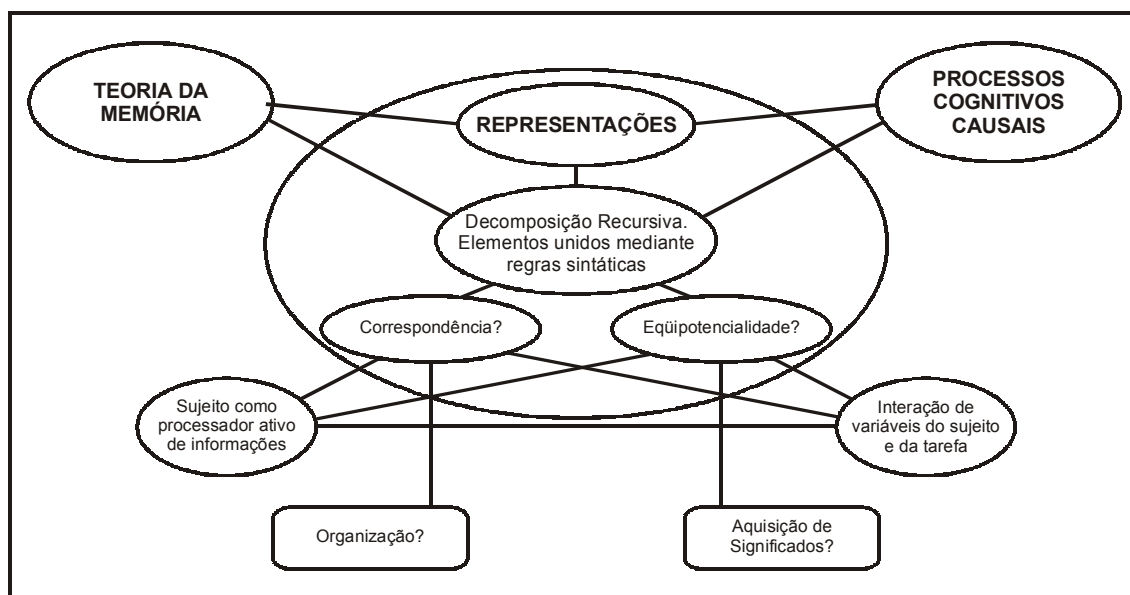 TEORIA DA
MEMÓRIA
REPRESENTAÇÕES
PROCESSOS
COGNITIVOS
CAUSAIS
Decomposição Recursiva.
Elementos unidos mediante
regras sintáticas
Correspondência?
Eqüipotencialidade?
Sujeito como
processador ativo
de informações
Interação de
variáveis do sujeito
e da tarefa
Organização?
Aquisição de
Significados?